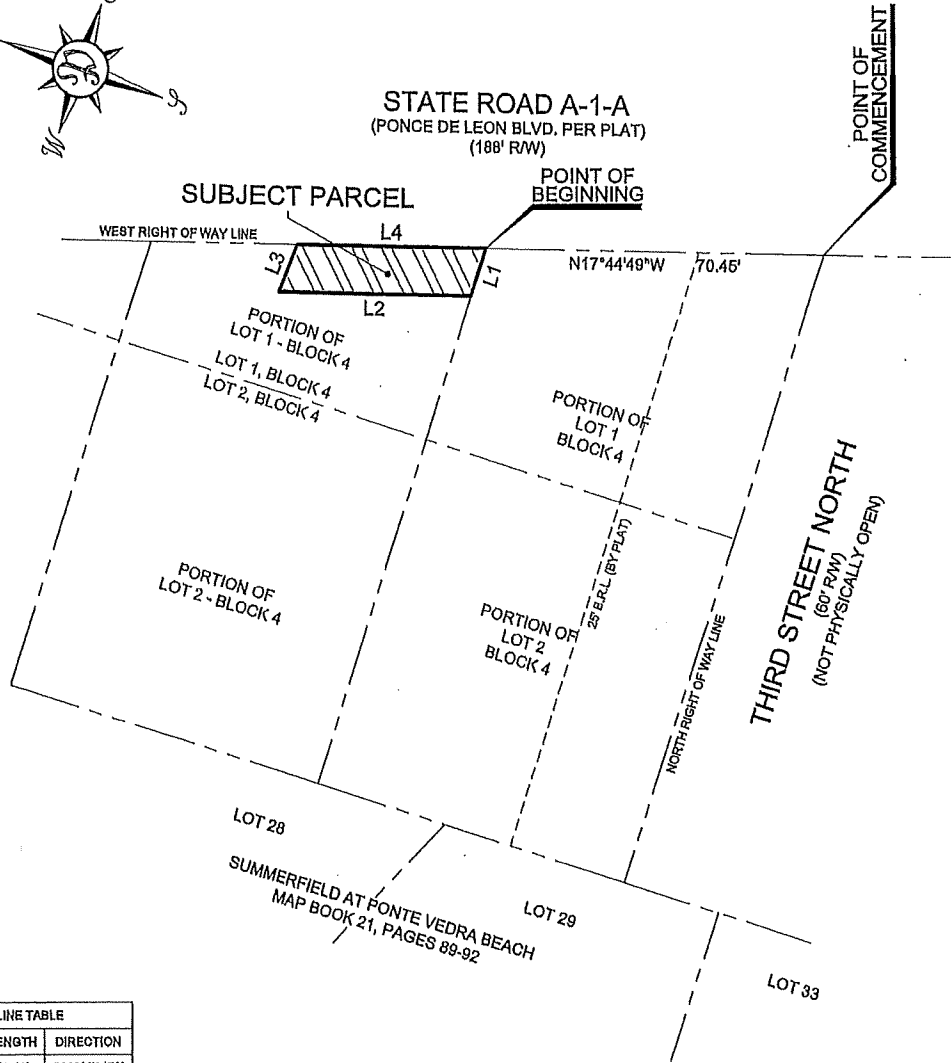 STATE ROAD A-1-A
(PONCE DE LEON BLVD. PER PLAT)
(188' R/W)
POINT OF
COMMENCEMENT
POINT OF
BEGINNING
SUBJECT PARCEL
WEST RIGHT OF WAY LINE
L4
L3
L1
L2
N17°44'49"W
70.45'
PORTION OF
LOT 1 - BLOCK 4
LOT 1, BLOCK 4
LOT 2, BLOCK 4
PORTION OF
LOT 1
BLOCK 4
PORTION OF
LOT 2 - BLOCK 4
PORTION OF
LOT 2
BLOCK 4
25' B.R.L. (BY PLAT)
NORTH RIGHT OF WAY LINE
THIRD STREET NORTH
(60' R/W)
(NOT PHYSICALLY OPEN)
LOT 28
SUMMERFIELD AT PONTE VEDRA BEACH
MAP BOOK 21, PAGES 89-92
LOT 29
LOT 33
LINE TABLE
DIRECTION
W
S